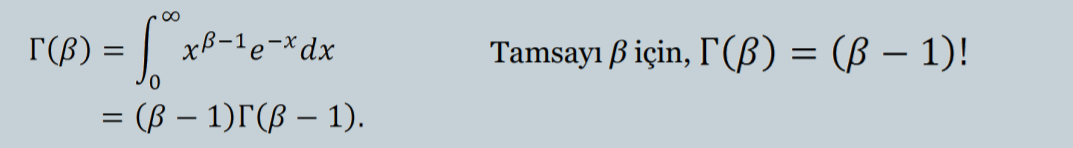 Γ(β) = ∫₀^∞ x^{β−1}e^{−x}dx
Tamsayı β için, Γ(β) = (β − 1)!
= (β − 1)Γ(β − 1).